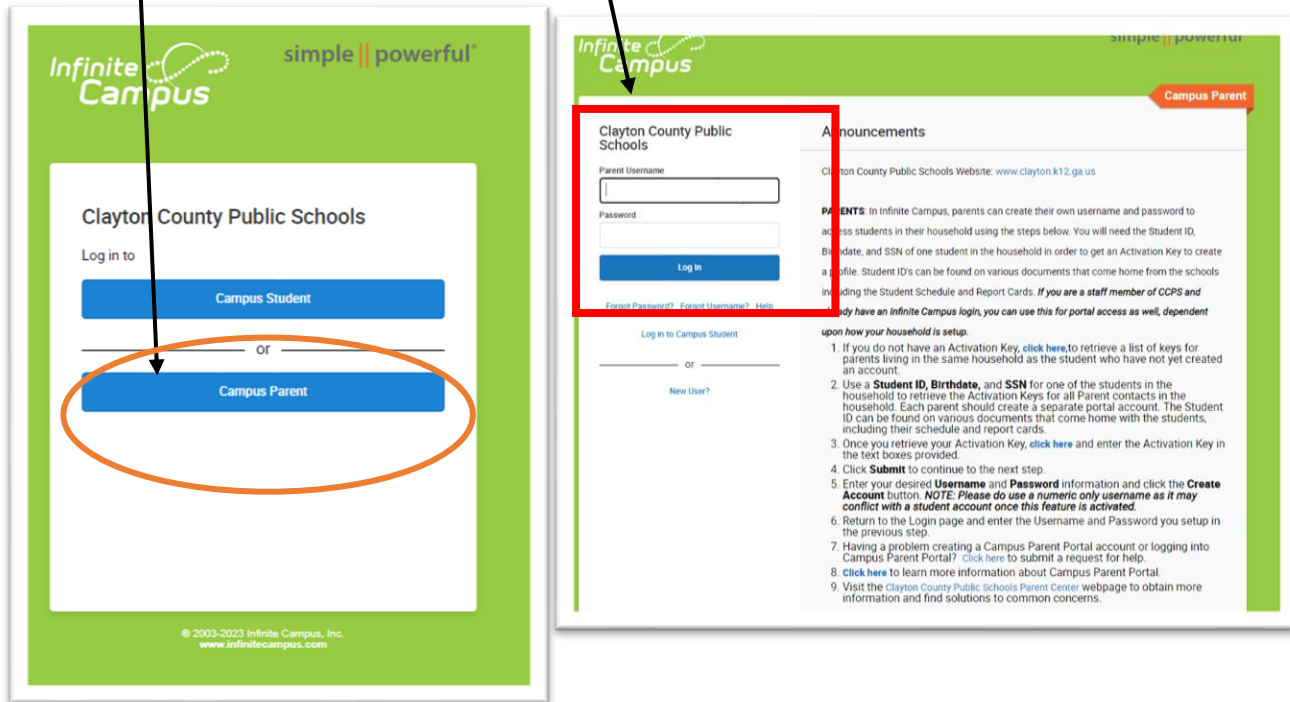 Infinite
Campus
simple || powerful®
Clayton County Public Schools
Log in to
Campus Student
or
Campus Parent
© 2003-2023 Infinite Campus, Inc.
www.infinitecampus.com
Infinite
Campus
simple || powerful
Campus Parent
Clayton County Public
Schools
Parent Username
Password
Log In
Forgot Password? Forgot Username? Help
Log in to Campus Student
or
New User?
Announcements
Clayton County Public Schools Website: www.clayton.k12.ga.us
PARENTS: In Infinite Campus, parents can create their own username and password to
access students in their household using the steps below. You will need the Student ID,
Birthdate, and SSN of one student in the household in order to get an Activation Key to create
a profile. Student ID's can be found on various documents that come home from the schools
including the Student Schedule and Report Cards. If you are a staff member of CCPS and
already have an Infinite Campus login, you can use this for portal access as well, dependent
upon how your household is setup.
1. If you do not have an Activation Key, click here,to retrieve a list of keys for
parents living in the same household as the student who have not yet created
an account.
2. Use a Student ID, Birthdate, and SSN for one of the students in the
household to retrieve the Activation Keys for all Parent contacts in the
household. Each parent should create a separate portal account. The Student
ID can be found on various documents that come home with the students,
including their schedule and report cards.
3. Once you retrieve your Activation Key, click here and enter the Activation Key in
the text boxes provided.
4. Click Submit to continue to the next step.
5. Enter your desired Username and Password information and click the Create
Account button. NOTE: Please do use a numeric only username as it may
conflict with a student account once this feature is activated.
6. Return to the Login page and enter the Username and Password you setup in
the previous step.
7. Having a problem creating a Campus Parent Portal account or logging into
Campus Parent Portal? Click here to submit a request for help.
8. Click here to learn more information about Campus Parent Portal.
9. Visit the Clayton County Public Schools Parent Center webpage to obtain more
information and find solutions to common concerns.